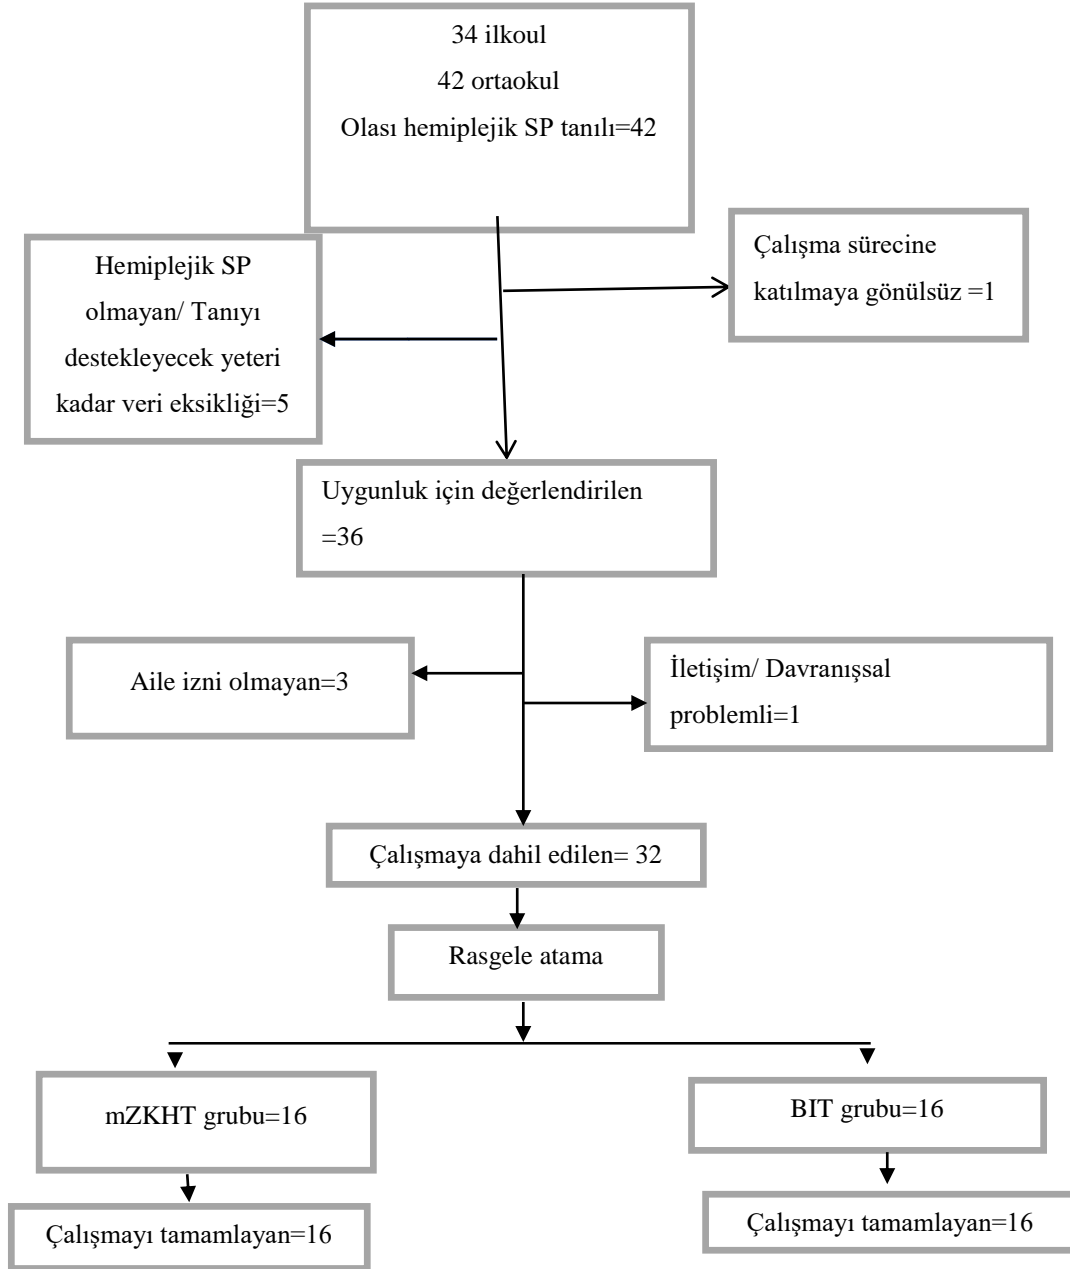 34 ilkoul
42 ortaokul
Olası hemiplejik SP tanılı=42
Çalışma sürecine
katılmaya gönülsüz =1
Hemiplejik SP
olmayan/ Tanıyı
destekleyecek yeteri
kadar veri eksikliği=5
Uygunluk için değerlendirilen
=36
Aile izni olmayan=3
İletişim/ Davranışsal
problemli=1
Çalışmaya dahil edilen= 32
Rasgele atama
mZKHT grubu=16
BIT grubu=16
Çalışmayı tamamlayan=16
Çalışmayı tamamlayan=16